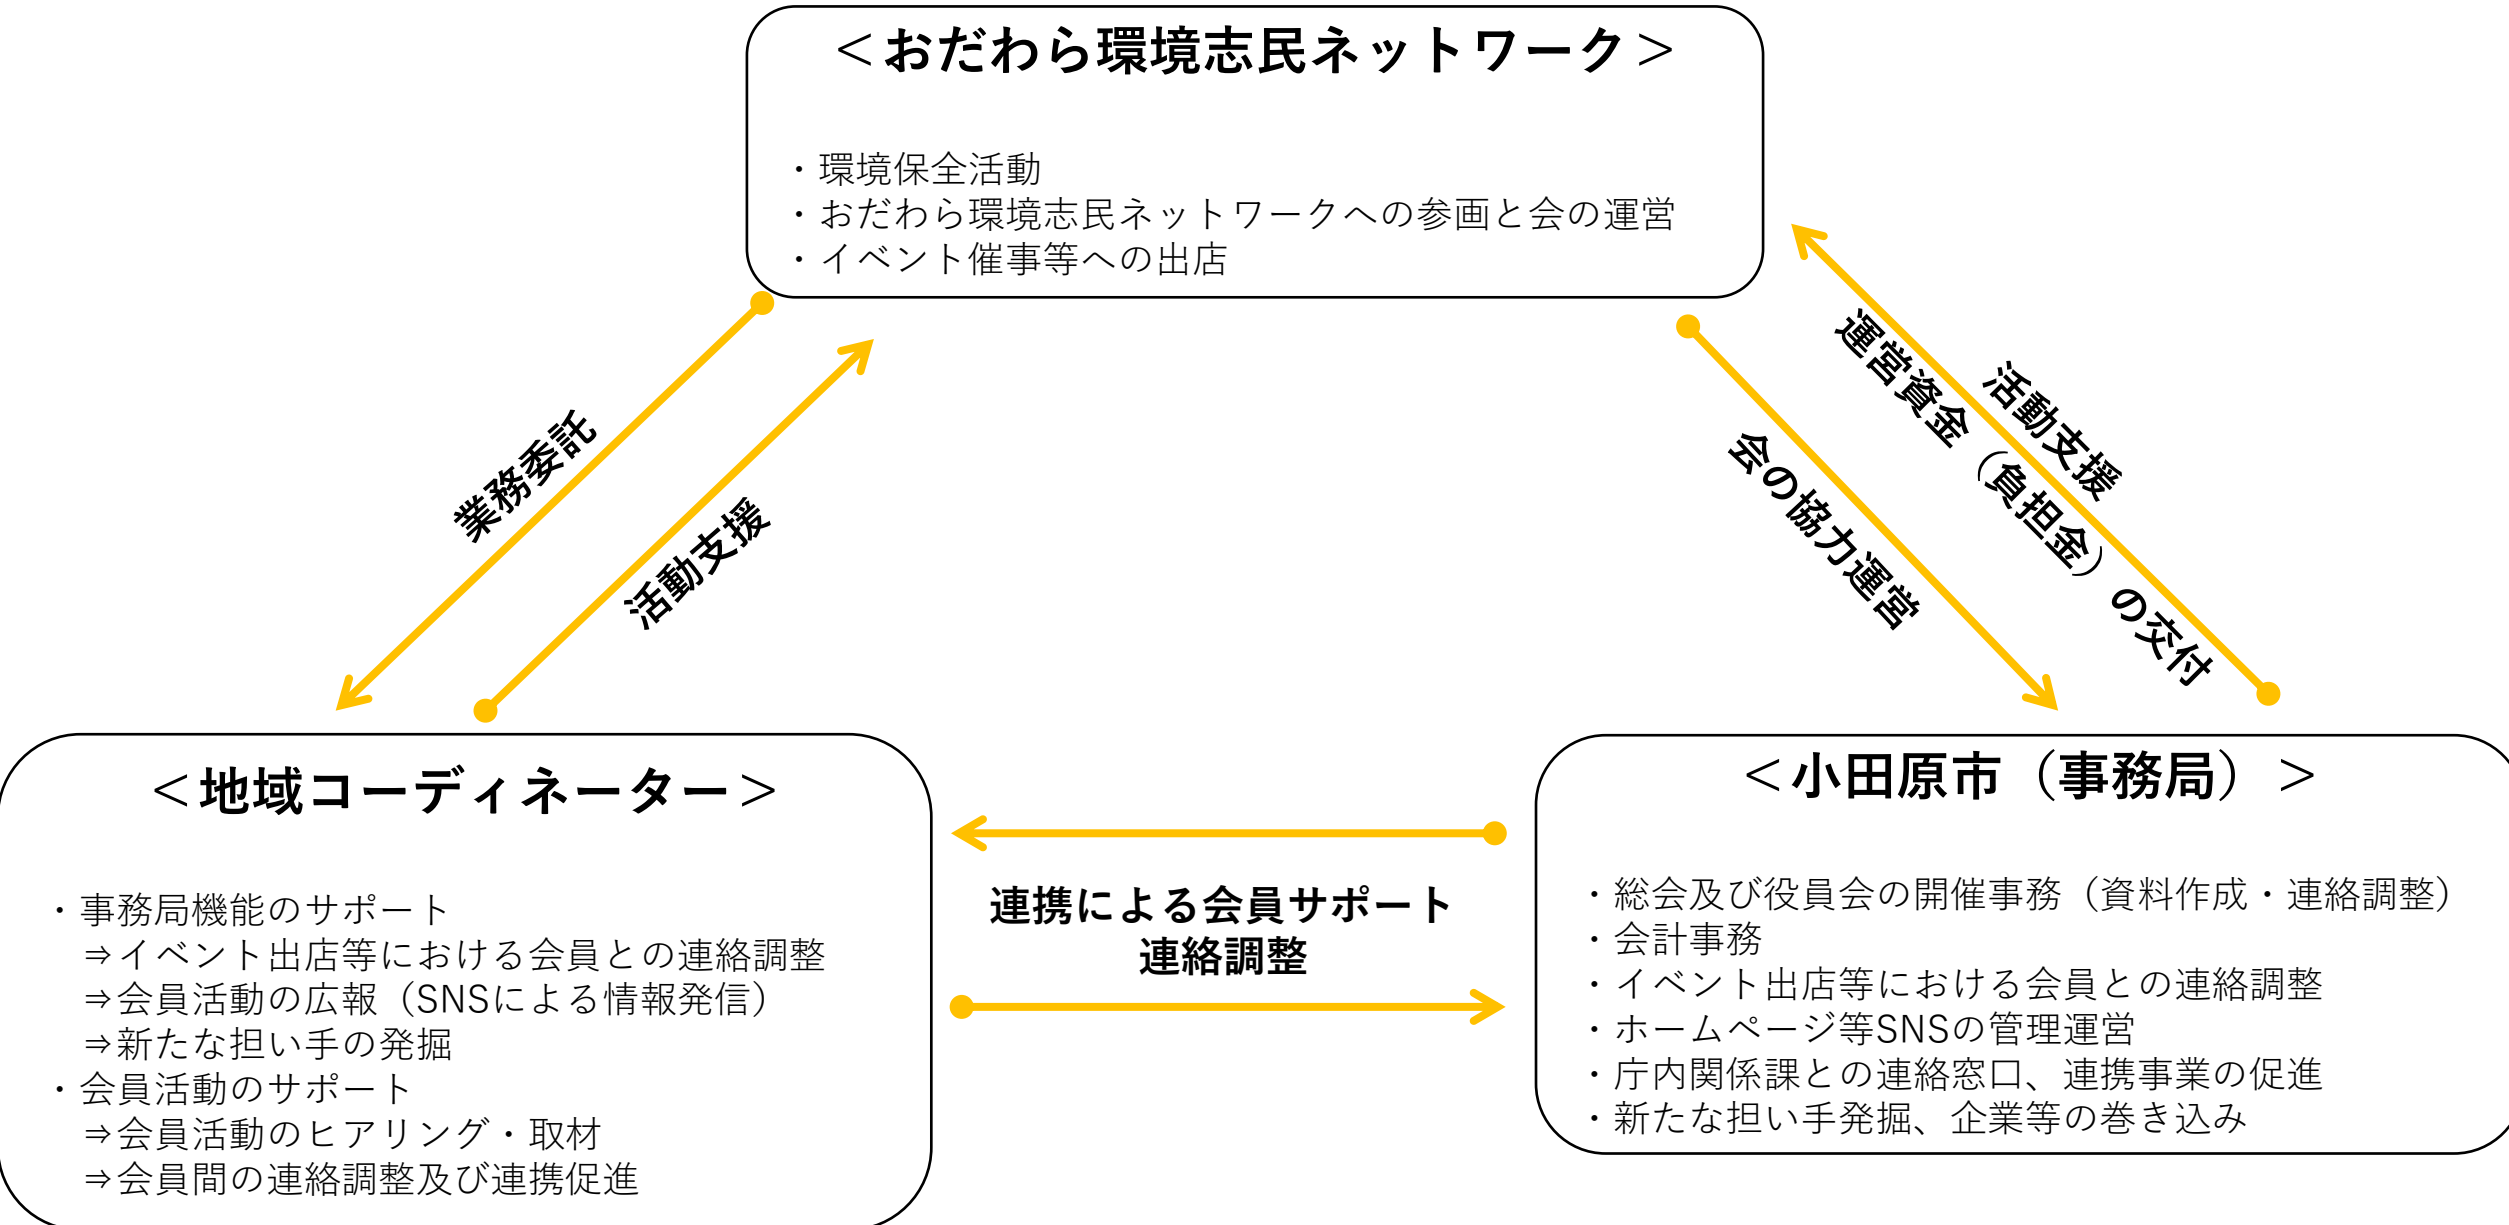 ＜おだわら環境志民ネットワーク＞
・環境保全活動
・おだわら環境志民ネットワークへの参画と会の運営
・イベント催事等への出店
業務委託
活動支援
活動支援
運営資金（負担金）の交付
会の協力運営
＜地域コーディネーター＞
・事務局機能のサポート
⇒イベント出店等における会員との連絡調整
⇒会員活動の広報（SNSによる情報発信）
⇒新たな担い手の発掘
・会員活動のサポート
⇒会員活動のヒアリング・取材
⇒会員間の連絡調整及び連携促進
連携による会員サポート
連絡調整
＜小田原市（事務局）＞
・総会及び役員会の開催事務（資料作成・連絡調整）
・会計事務
・イベント出店等における会員との連絡調整
・ホームページ等SNSの管理運営
・庁内関係課との連絡窓口、連携事業の促進
・新たな担い手発掘、企業等の巻き込み